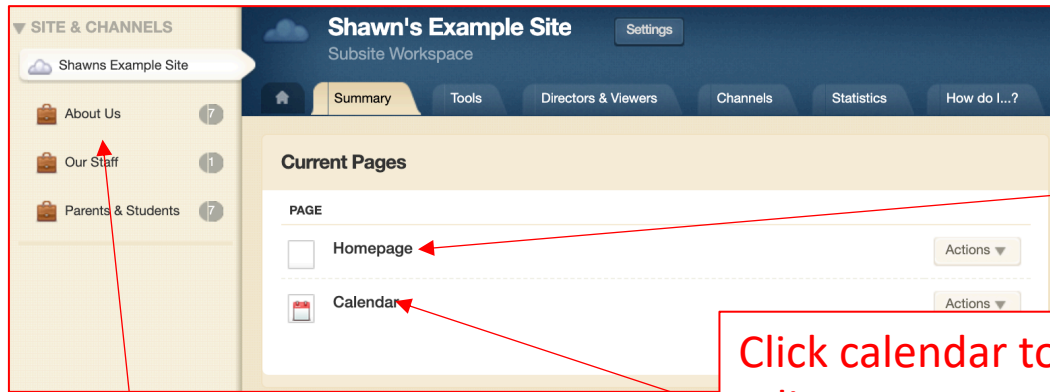 SITE & CHANNELS
Shawns Example Site
About Us 7
Our Staff 1
Parents & Students 7
Shawn's Example Site Settings
Subsite Workspace
Summary Tools Directors & Viewers Channels Statistics How do I...?
Current Pages
PAGE
Homepage Actions
Calendar Actions
Click calendar to